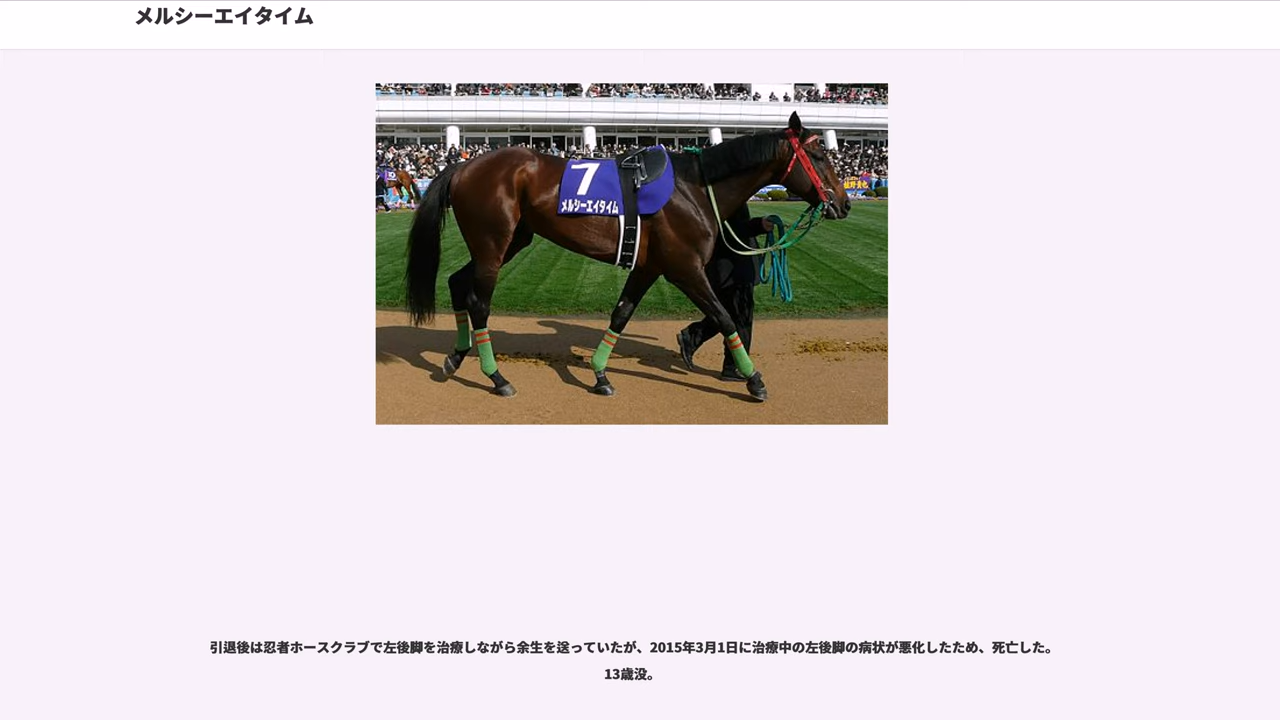 メルシーエイタイム
7
メルシーエイタイム
引退後は忍者ホースクラブで左後脚を治療しながら余生を送っていたが、2015年3月1日に治療中の左後脚の病状が悪化したため、死亡した。
13歳没。